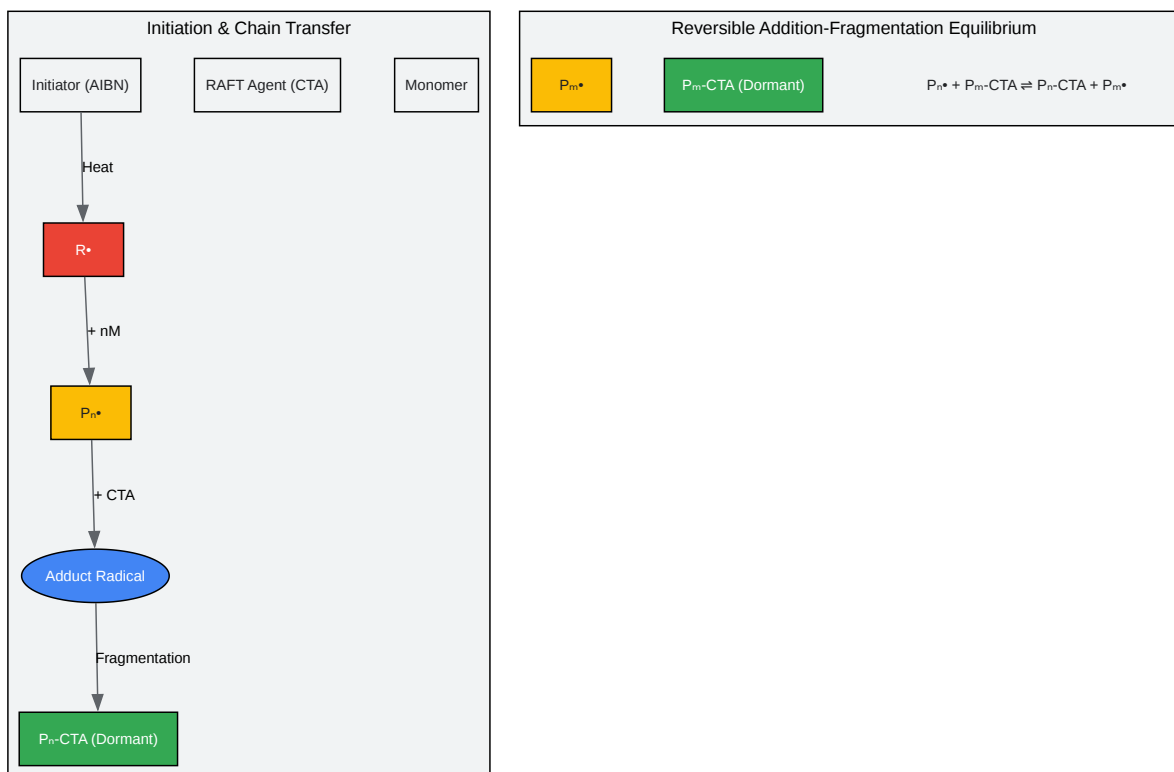 Initiation & Chain Transfer
Initiator (AIBN)
RAFT Agent (CTA)
Monomer
Heat
R•
+ nM
Pₙ•
+ CTA
Adduct Radical
Fragmentation
Pₙ-CTA (Dormant)
Reversible Addition-Fragmentation Equilibrium
Pₘ•
Pₘ-CTA (Dormant)
Pₙ• + Pₘ-CTA ⇌ Pₙ-CTA + Pₘ•